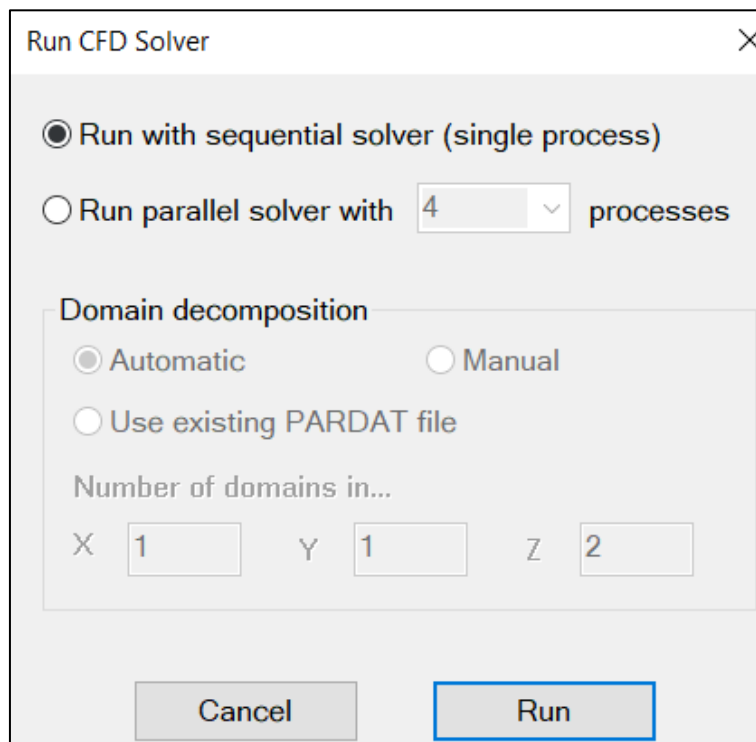 Run CFD Solver
Run with sequential solver (single process)
Run parallel solver with 4 processes
Domain decomposition
Automatic Manual
Use existing PARDAT file
Number of domains in...
X 1 Y 1 Z 2
Cancel Run